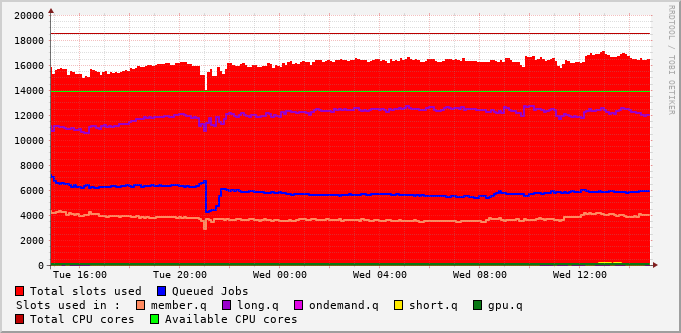 20000
18000
16000
14000
12000
10000
8000
6000
4000
2000
0
Tue 16:00 Tue 20:00 Wed 00:00 Wed 04:00 Wed 08:00 Wed 12:00
Total slots used Queued Jobs
Slots used in : member.q long.q ondemand.q short.q gpu.q
Total CPU cores Available CPU cores
RRDTOOL / TOBI OETIKER